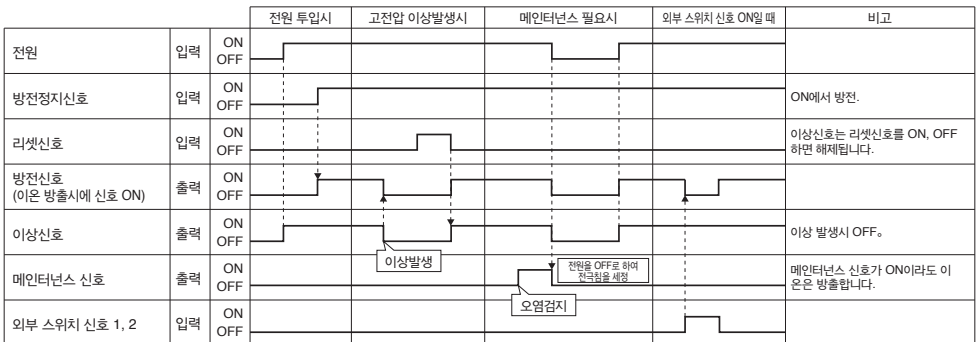 전원 투입시 고전압 이상발생시 메인터넌스 필요시 외부 스위치 신호 ON일 때 비고
전원 입력 ON
OFF
방전정지신호 입력 ON
OFF
ON에서 방전.
리셋신호 입력 ON
OFF
이상신호는 리셋신호를 ON, OFF
하면 해제됩니다.
방전신호
(이온 방출시에 신호 ON)
출력 ON
OFF
이상신호 출력 ON
OFF
이상 발생시 OFF。
이상발생
메인터넌스 신호 출력 ON
OFF
전원을 OFF로 하여
전극침을 세정
메인터넌스 신호가 ON이라도 이
온은 방출합니다.
오염검지
외부 스위치 신호 1, 2 입력 ON
OFF